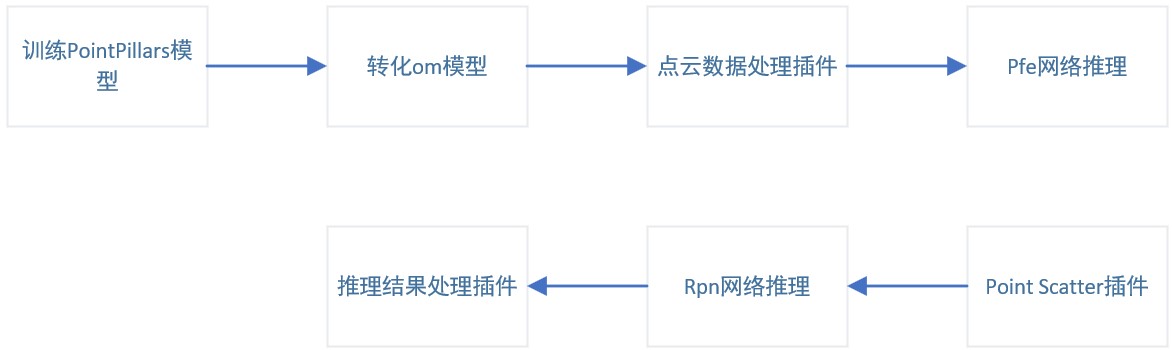 训练PointPillars模
型
转化om模型
点云数据处理插件
Pfe网络推理
推理结果处理插件
Rpn网络推理
Point Scatter插件